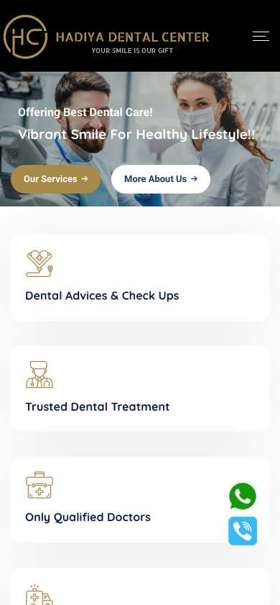 HC
HADIYA DENTAL CENTER
YOUR SMILE IS OUR GIFT
Offering Best Dental Care!
Vibrant Smile For Healthy Lifestyle!!
Our Services →
More About Us →
Dental Advices & Check Ups
Trusted Dental Treatment
Only Qualified Doctors